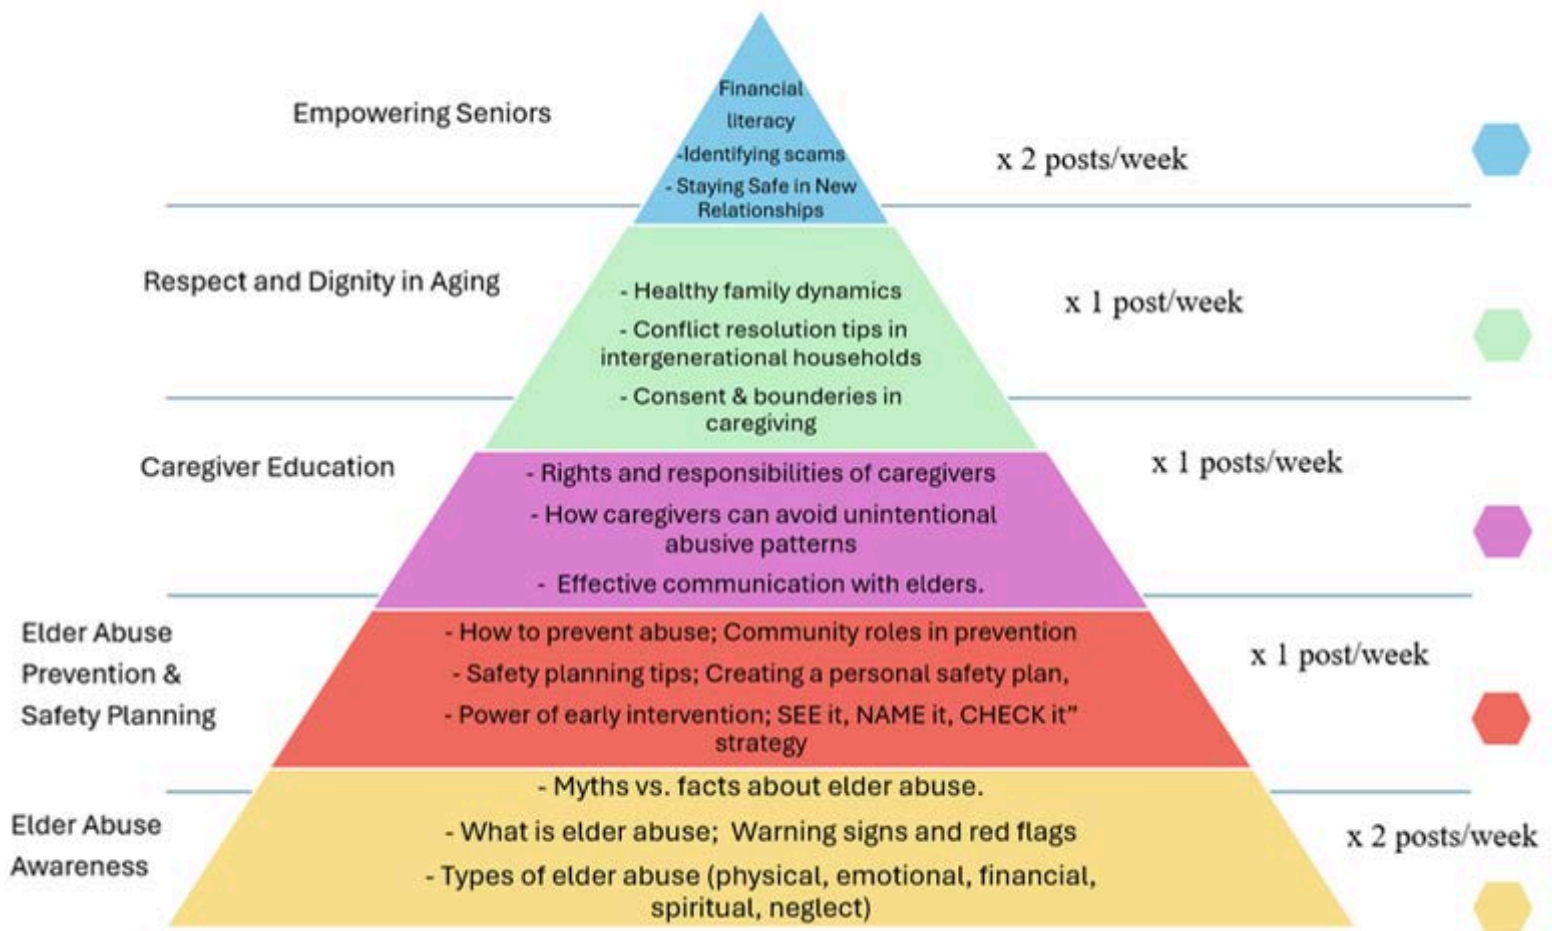 Empowering Seniors
Financial
literacy
-Identifying scams
- Staying Safe in New
Relationships
x 2 posts/week
Respect and Dignity in Aging
- Healthy family dynamics
- Conflict resolution tips in
intergenerational households
- Consent & bounderies in
caregiving
x 1 post/week
Caregiver Education
- Rights and responsibilities of caregivers
- How caregivers can avoid unintentional
abusive patterns
- Effective communication with elders.
x 1 posts/week
Elder Abuse
Prevention &
Safety Planning
- How to prevent abuse; Community roles in prevention
- Safety planning tips; Creating a personal safety plan,
- Power of early intervention; SEE it, NAME it, CHECK it”
strategy
x 1 post/week
Elder Abuse
Awareness
- Myths vs. facts about elder abuse.
- What is elder abuse; Warning signs and red flags
- Types of elder abuse (physical, emotional, financial,
spiritual, neglect)
x 2 posts/week